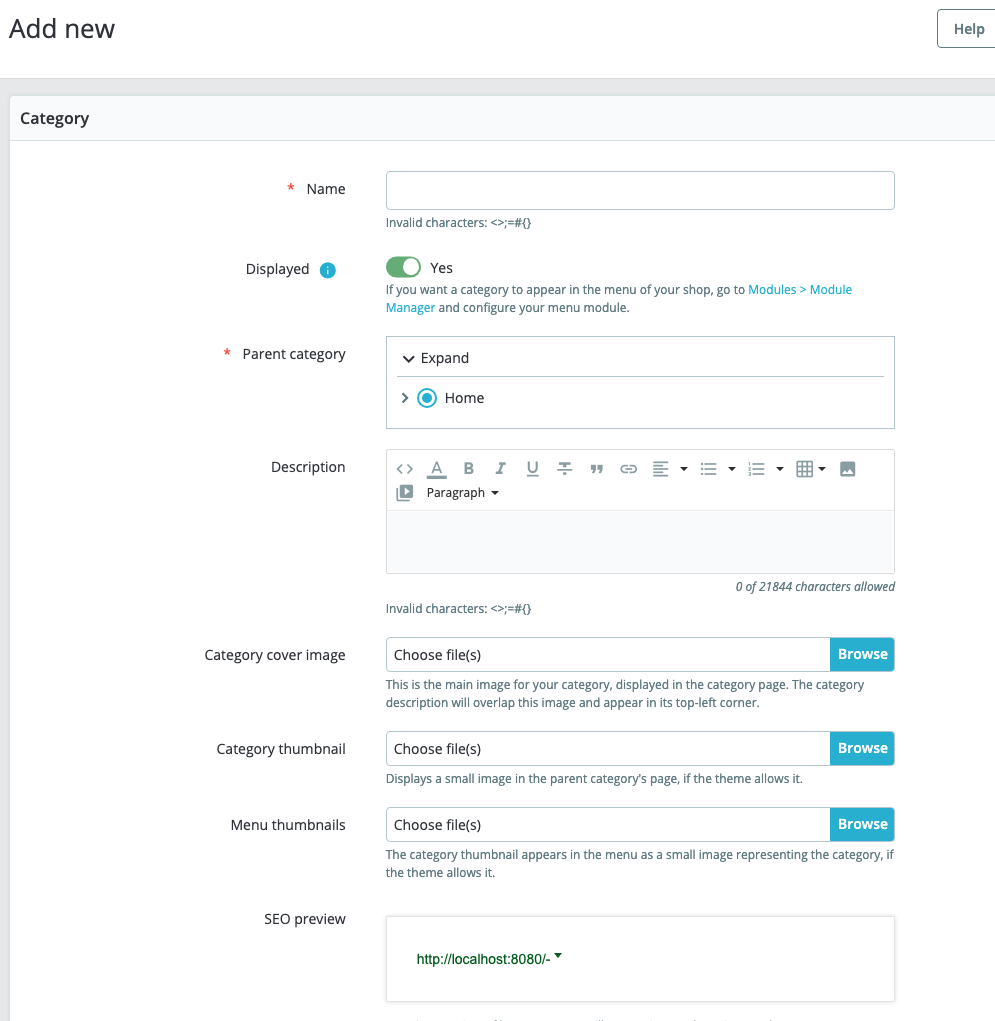 Add new
Help
Category
* Name
Invalid characters: <>;=#{}
Displayed
Yes
If you want a category to appear in the menu of your shop, go to Modules > Module
Manager and configure your menu module.
* Parent category
Expand
Home
Description
Paragraph
0 of 21844 characters allowed
Invalid characters: <>;=#{}
Category cover image
Choose file(s)
Browse
This is the main image for your category, displayed in the category page. The category
description will overlap this image and appear in its top-left corner.
Category thumbnail
Choose file(s)
Browse
Displays a small image in the parent category's page, if the theme allows it.
Menu thumbnails
Choose file(s)
Browse
The category thumbnail appears in the menu as a small image representing the category, if
the theme allows it.
SEO preview
http://localhost:8080/-